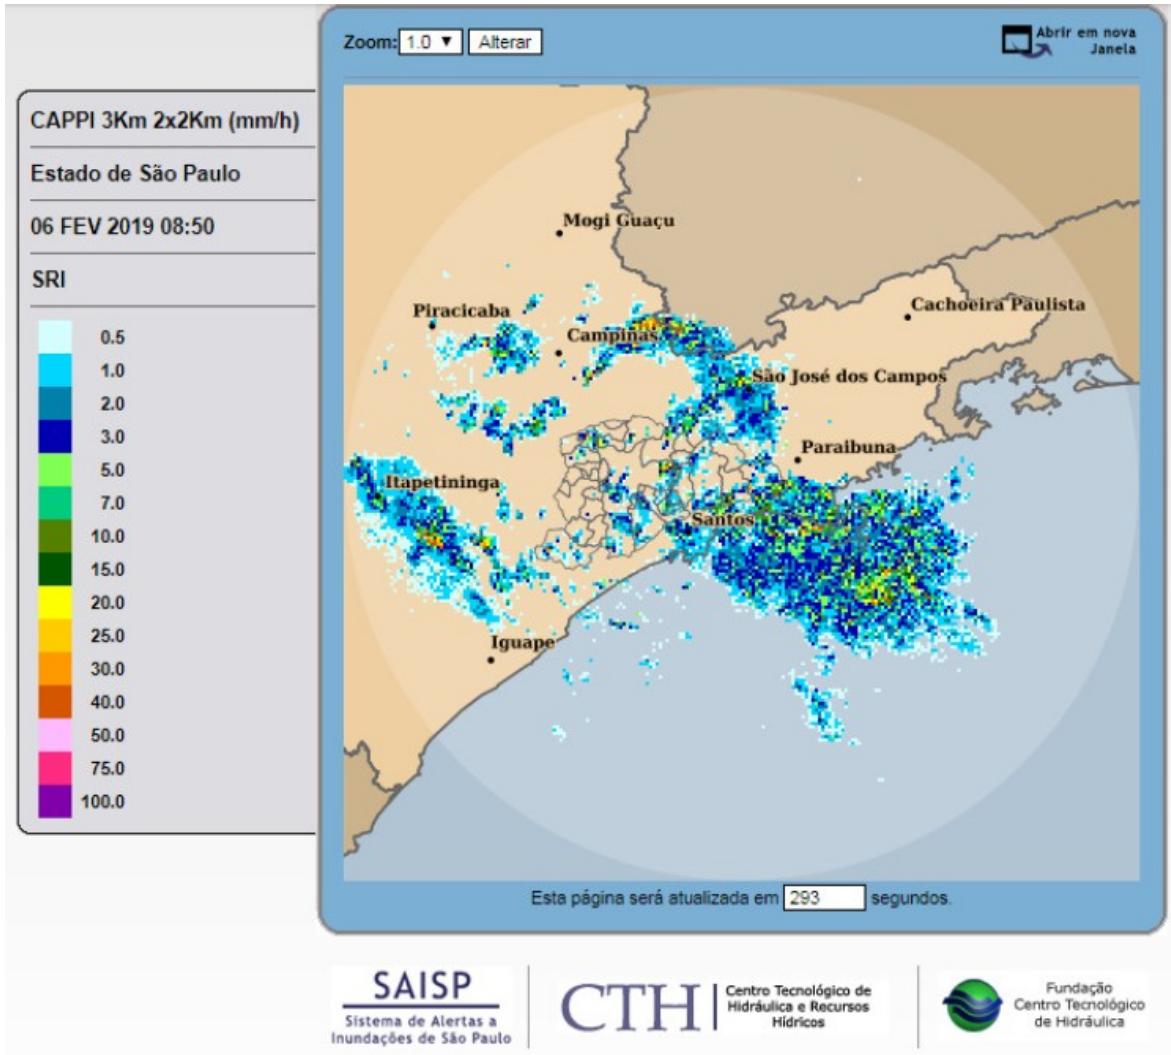 Zoom: 1.0 ▼ Alterar
Abrir em nova
Janela
CAPPI 3Km 2x2Km (mm/h)
Estado de São Paulo
06 FEV 2019 08:50
SRI
0.5
1.0
2.0
3.0
5.0
7.0
10.0
15.0
20.0
25.0
30.0
40.0
50.0
75.0
100.0
Mogi Guaçu
Piracicaba
Cachoeira Paulista
Campinas
São José dos Campos
Paraibuna
Itapetininga
Santos
Iguape
Esta página será atualizada em 293 segundos.
SAISP
Sistema de Alertas a
Inundações de São Paulo
CTH
Centro Tecnológico de
Hidráulica e Recursos
Hídricos
Fundação
Centro Tecnológico
de Hidráulica